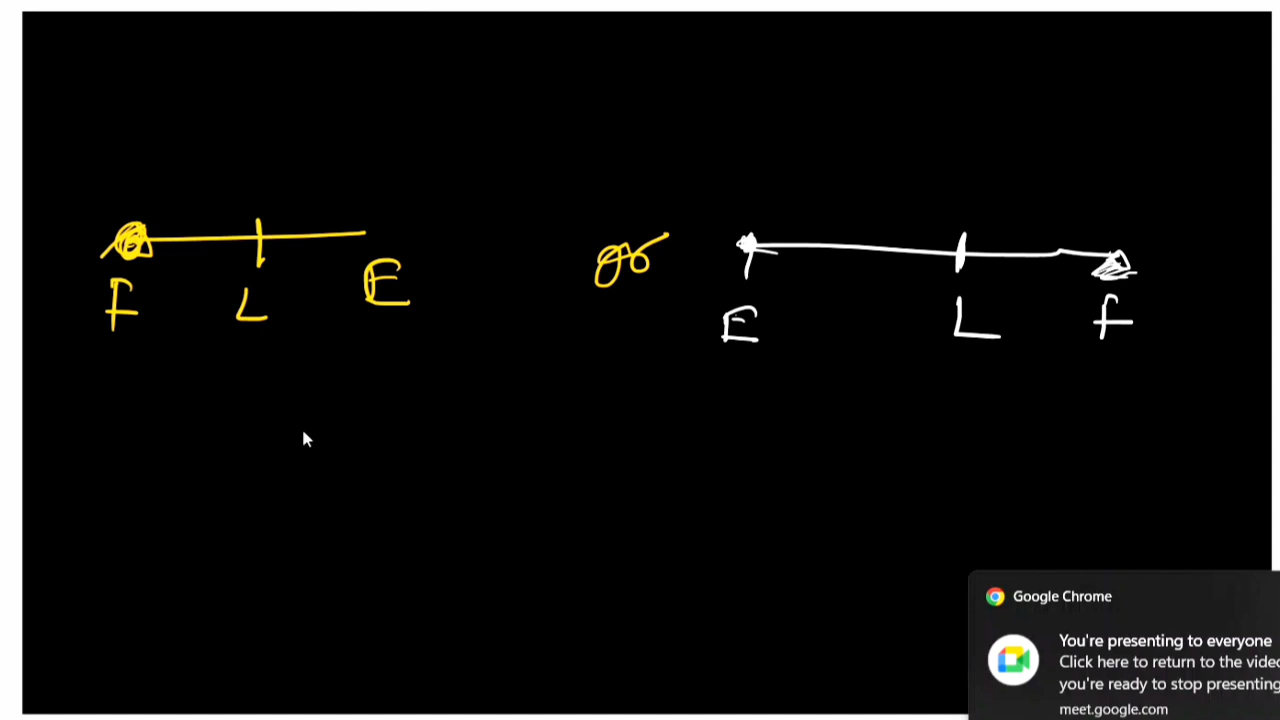 F L E
or
E L f
Google Chrome
You're presenting to everyone
Click here to return to the video
you're ready to stop presenting
meet.google.com